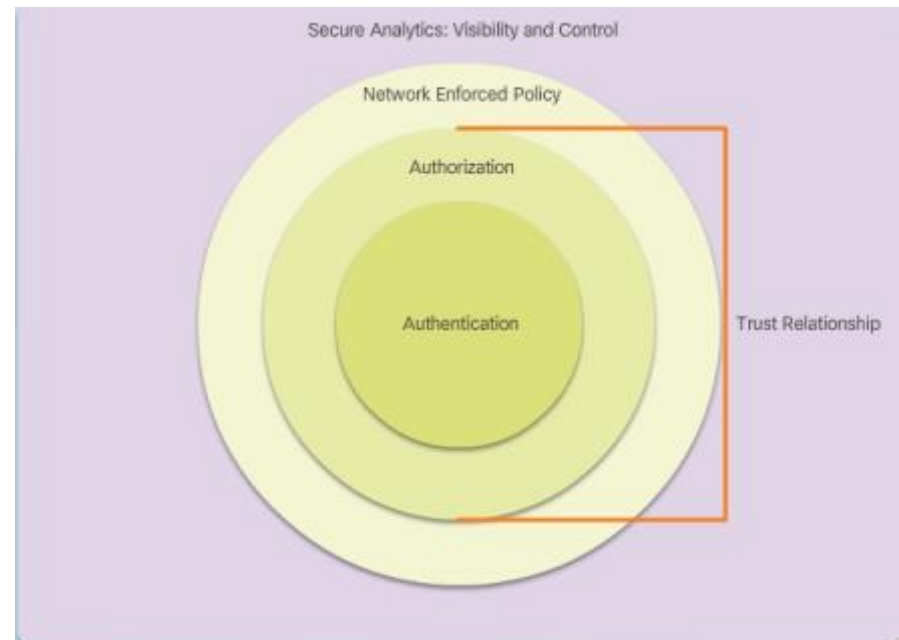 Secure Analytics: Visibility and Control
Network Enforced Policy
Authorization
Authentication
Trust Relationship